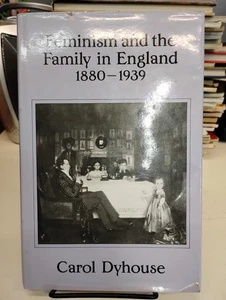 Feminism and the
Family in England
1880–1939
Carol Dyhouse